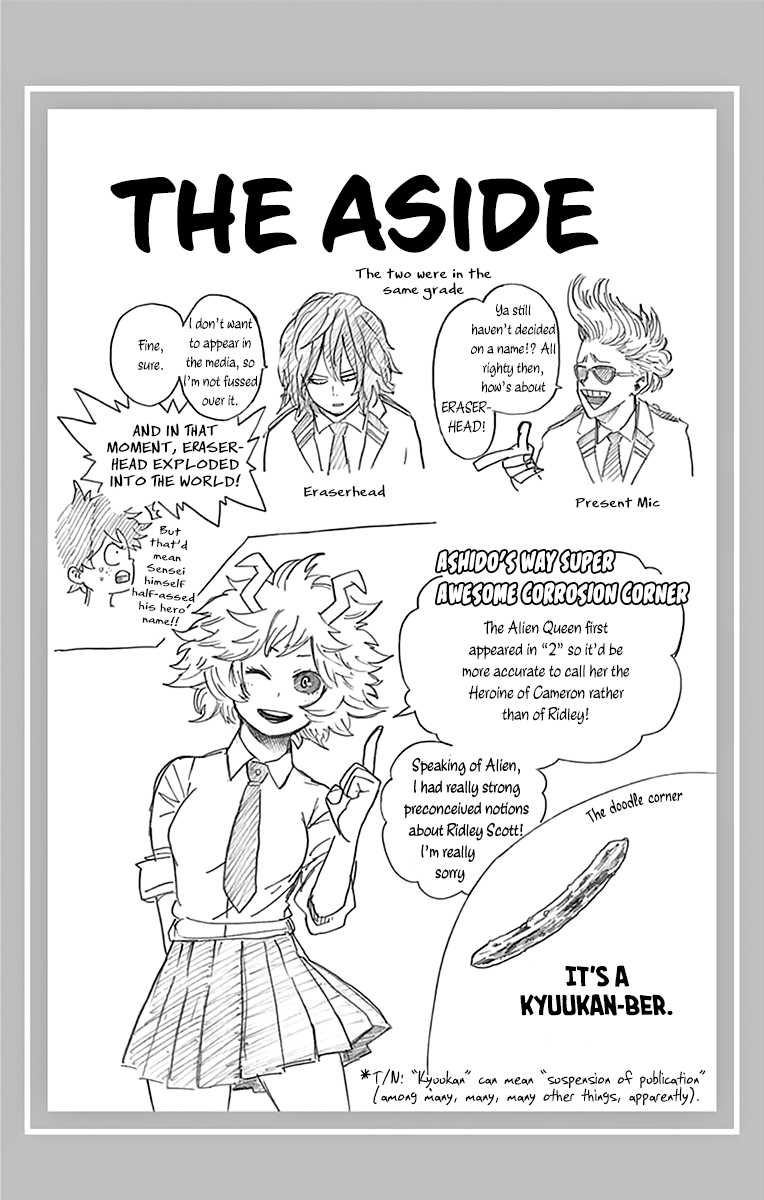 THE ASIDE
The two were in the
same grade
Ya still
haven't decided
on a name!? All
righty then,
how's about
ERASER-
HEAD!
Present Mic
I don't want
to appear in
the media, so
I'm not fussed
over it.
Fine,
sure.
Eraserhead
AND IN THAT
MOMENT, ERASER-
HEAD EXPLODED
INTO THE WORLD!
But
that'd
mean
Sensei
himself
half-assed
his hero
name!!
ASHIDO'S WAY SUPER
AWESOME CORROSION CORNER
The Alien Queen first
appeared in "2" so it'd be
more accurate to call her the
Heroine of Cameron rather
than of Ridley!
Speaking of Alien,
I had really strong
preconceived notions
about Ridley Scott!
I'm really
sorry
The doodle corner
IT'S A
KYUUKAN-BER.
*T/N: "Kyuukan" can mean "suspension of publication"
(among many, many, many other things, apparently).